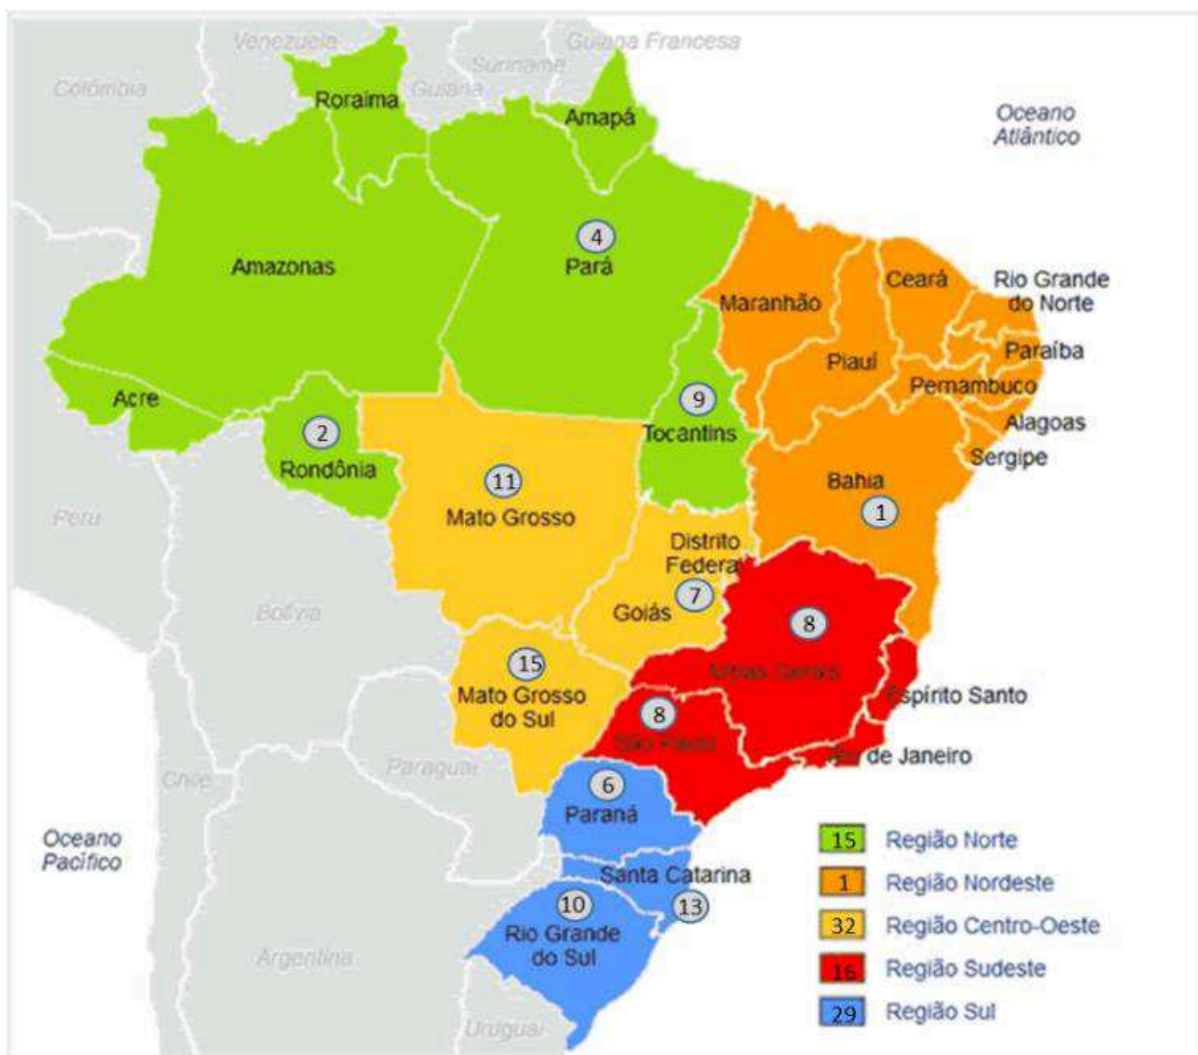 Venezuela
Guiana Francesa
Suriname
Colômbia
Guiana
Roraima
Amapá
Oceano
Atlântico
4
Amazonas
Pará
Ceará
Rio Grande
do Norte
Maranhão
Paraíba
Piauí
Pernambuco
Acre
9
Tocantins
Alagoas
2
Rondônia
Sergipe
11
Bahia
Mato Grosso
1
Peru
Distrito
Federal
7
Goiás
Bolívia
8
15
Minas Gerais
Mato Grosso
do Sul
Espírito Santo
8
São Paulo
Rio de Janeiro
Paraguai
Chile
6
Paraná
Oceano
Pacífico
15 Região Norte
Santa Catarina
1 Região Nordeste
10
13
32 Região Centro-Oeste
Rio Grande
do Sul
Argentina
16 Região Sudeste
29 Região Sul
Uruguai